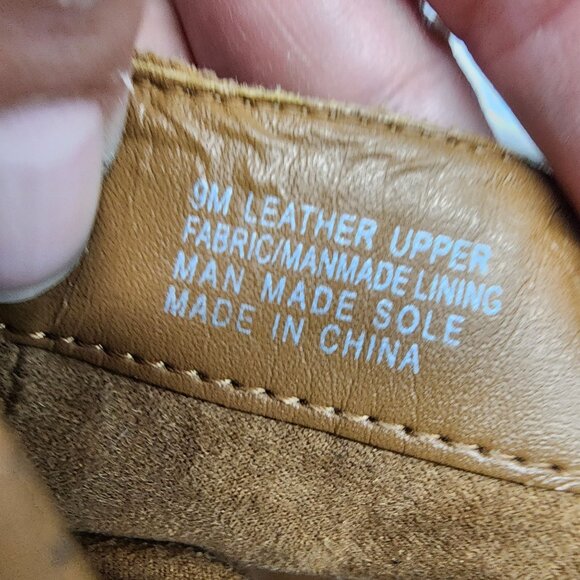 9M LEATHER UPPER
FABRIC/MANMADE LINING
MAN MADE SOLE
MADE IN CHINA